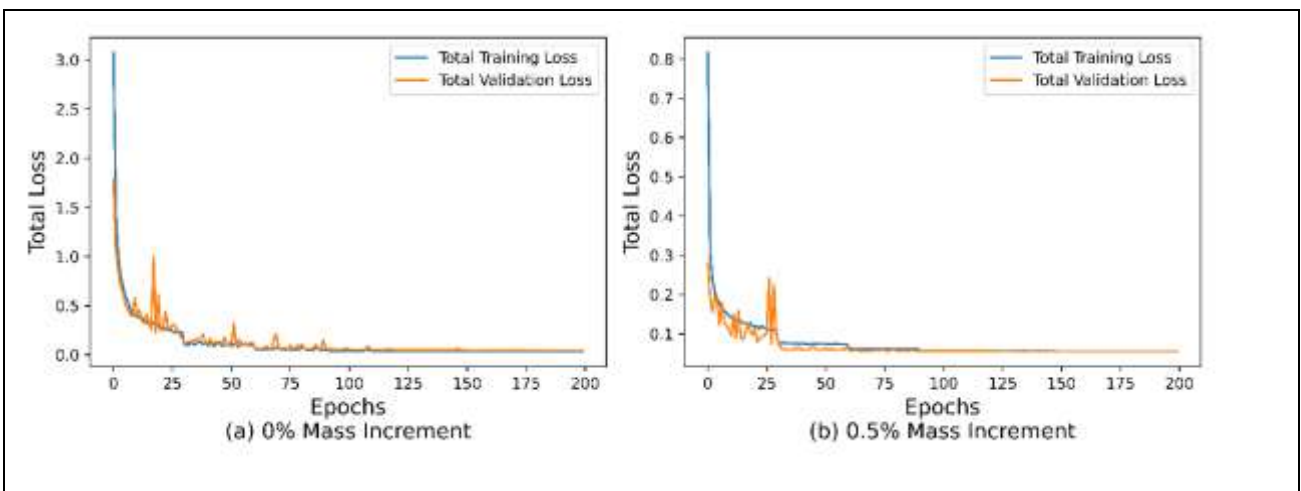 Total Training Loss
Total Validation Loss
3.0
2.5
2.0
1.5
1.0
0.5
0.0
Total Loss
0 25 50 75 100 125 150 175 200
Epochs
(a) 0% Mass Increment
Total Training Loss
Total Validation Loss
0.8
0.7
0.6
0.5
0.4
0.3
0.2
0.1
Total Loss
0 25 50 75 100 125 150 175 200
Epochs
(b) 0.5% Mass Increment